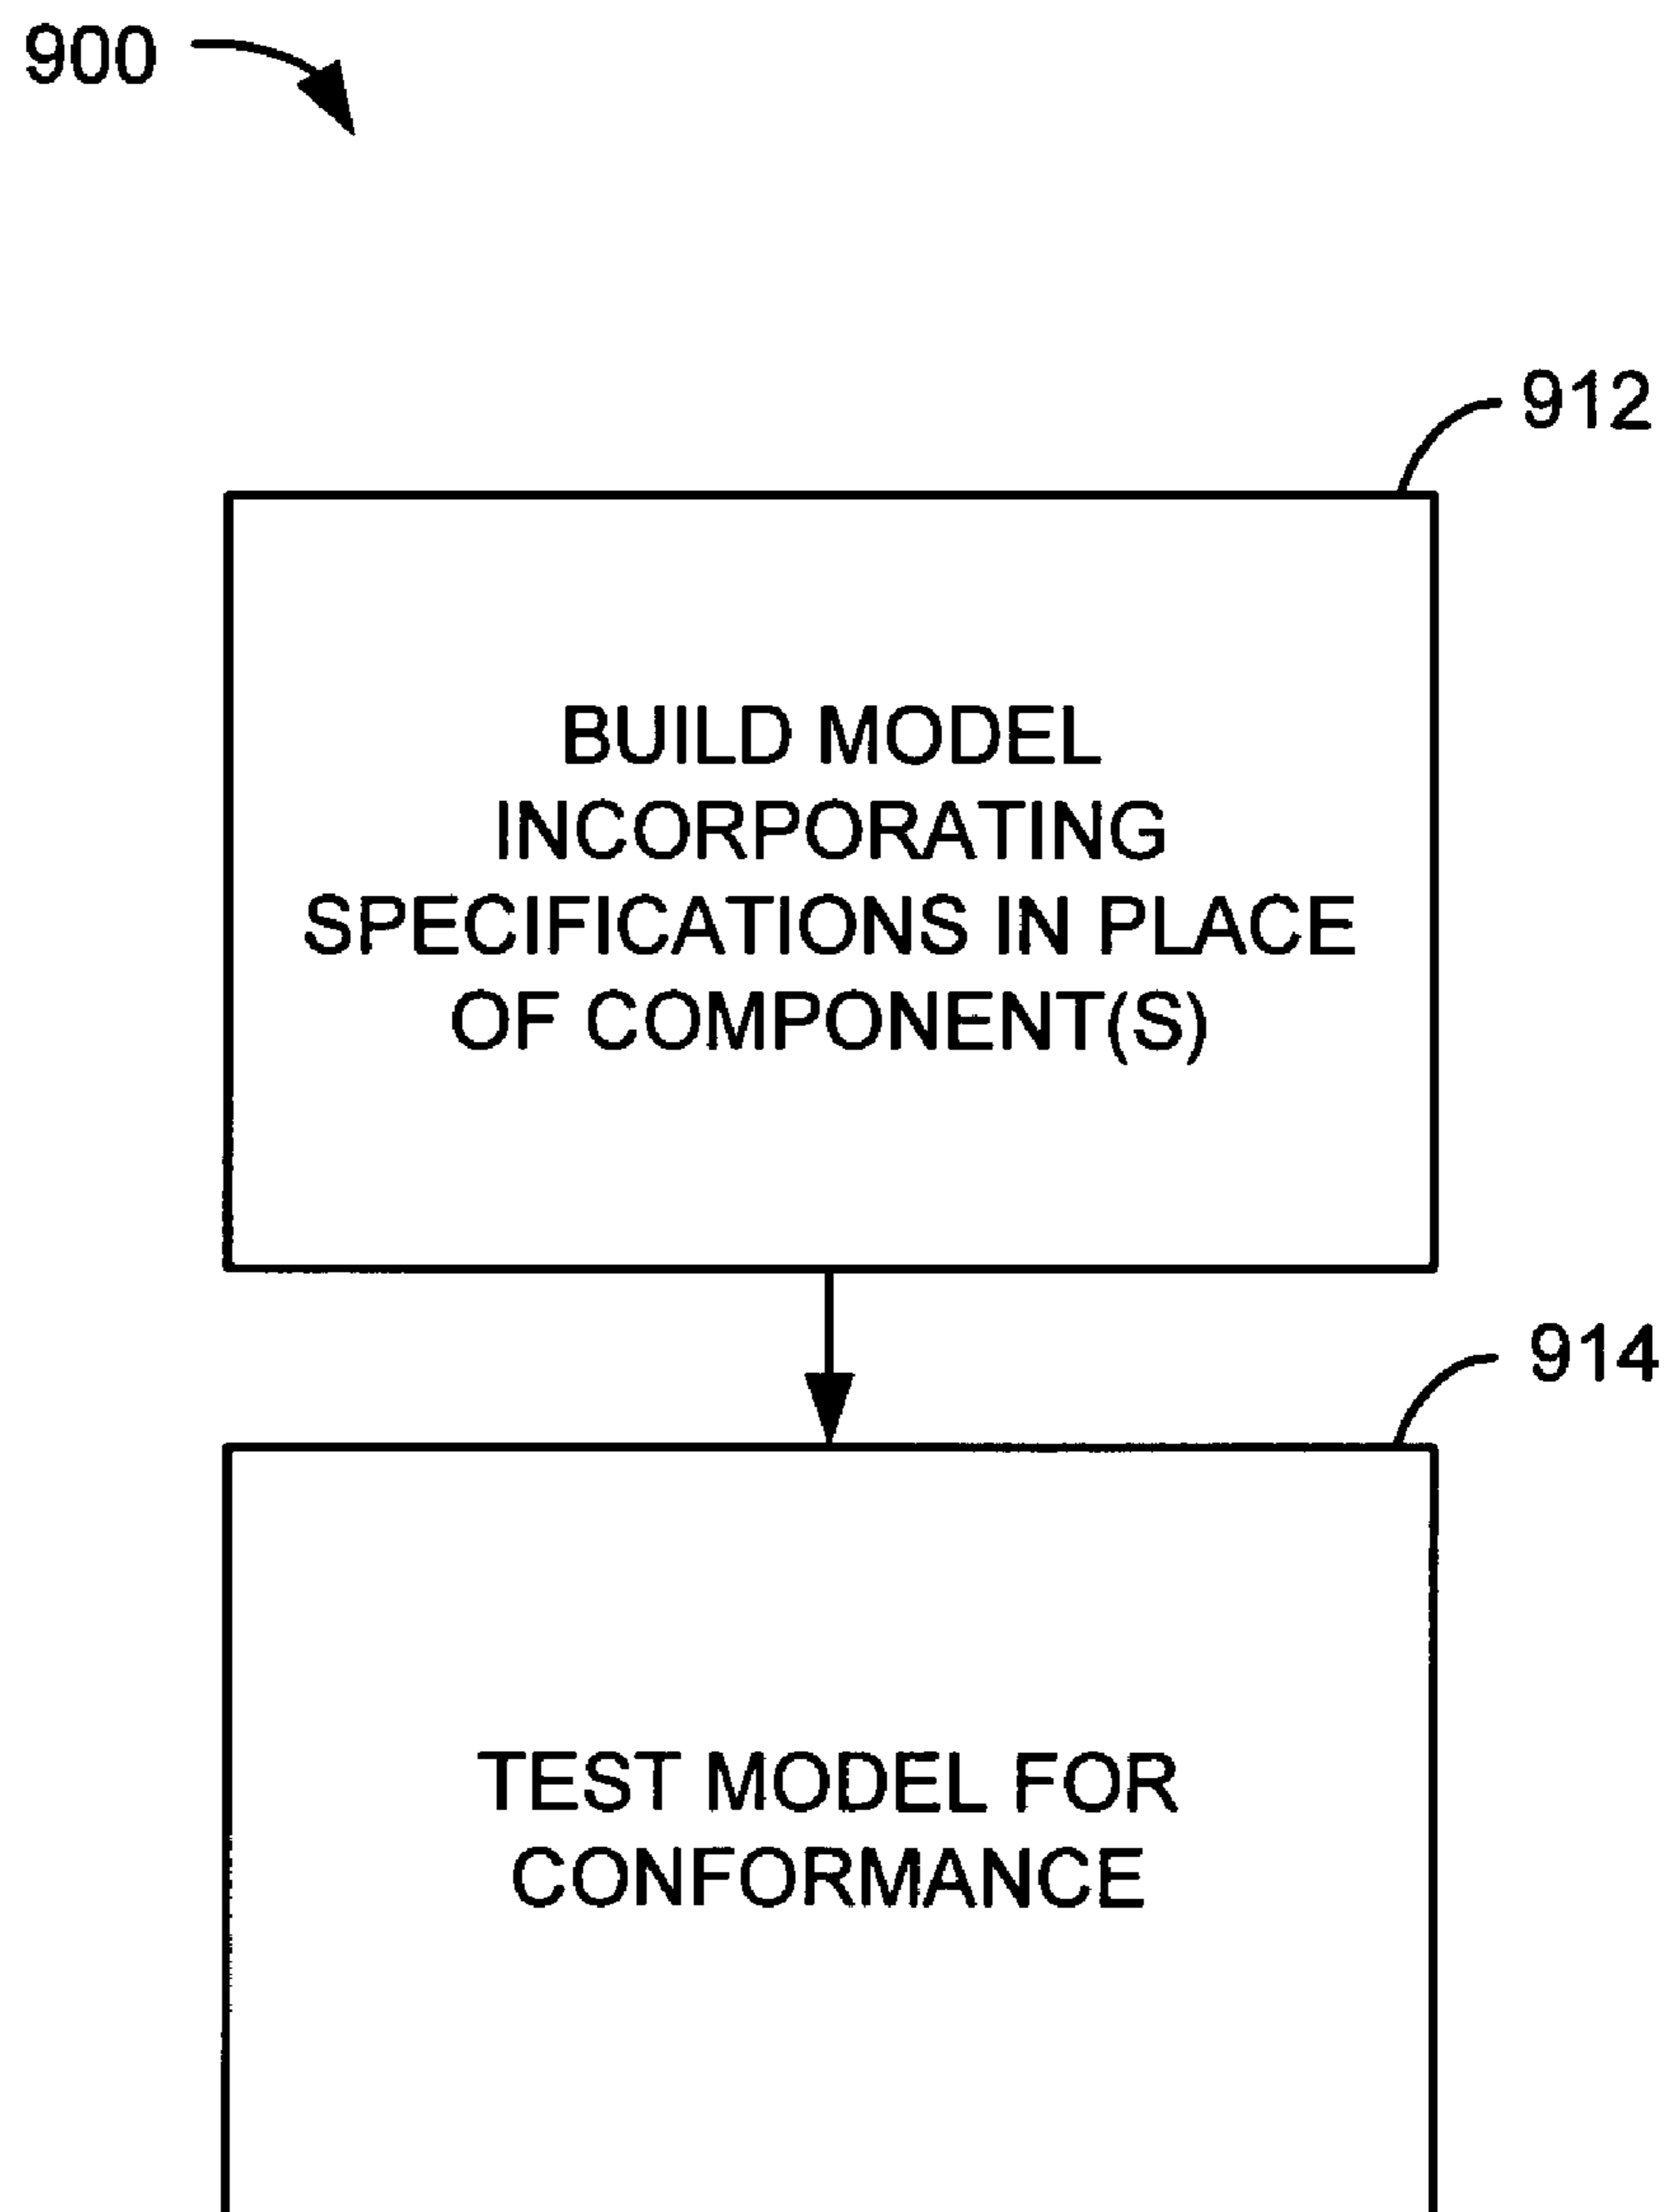 900
912
BUILD MODEL
INCORPORATING
SPECIFICATIONS IN PLACE
OF COMPONENT(S)
914
TEST MODEL FOR
CONFORMANCE